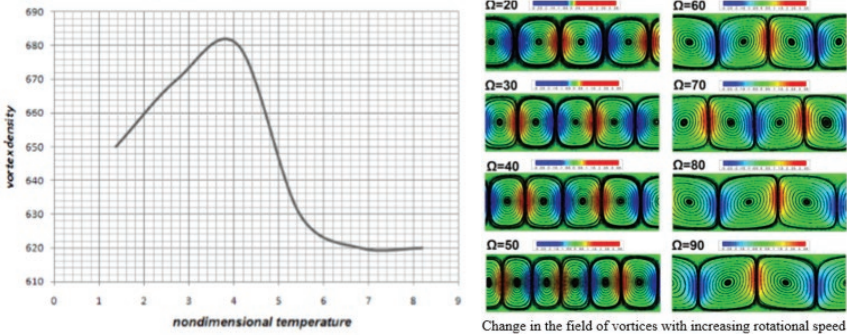 690
680
670
660
650
640
630
620
610
vortex density
0 1 2 3 4 5 6 7 8 9
nondimensional temperature
Ω=20
Ω=60
Ω=30
Ω=70
Ω=40
Ω=80
Ω=50
Ω=90
Change in the field of vortices with increasing rotational speed